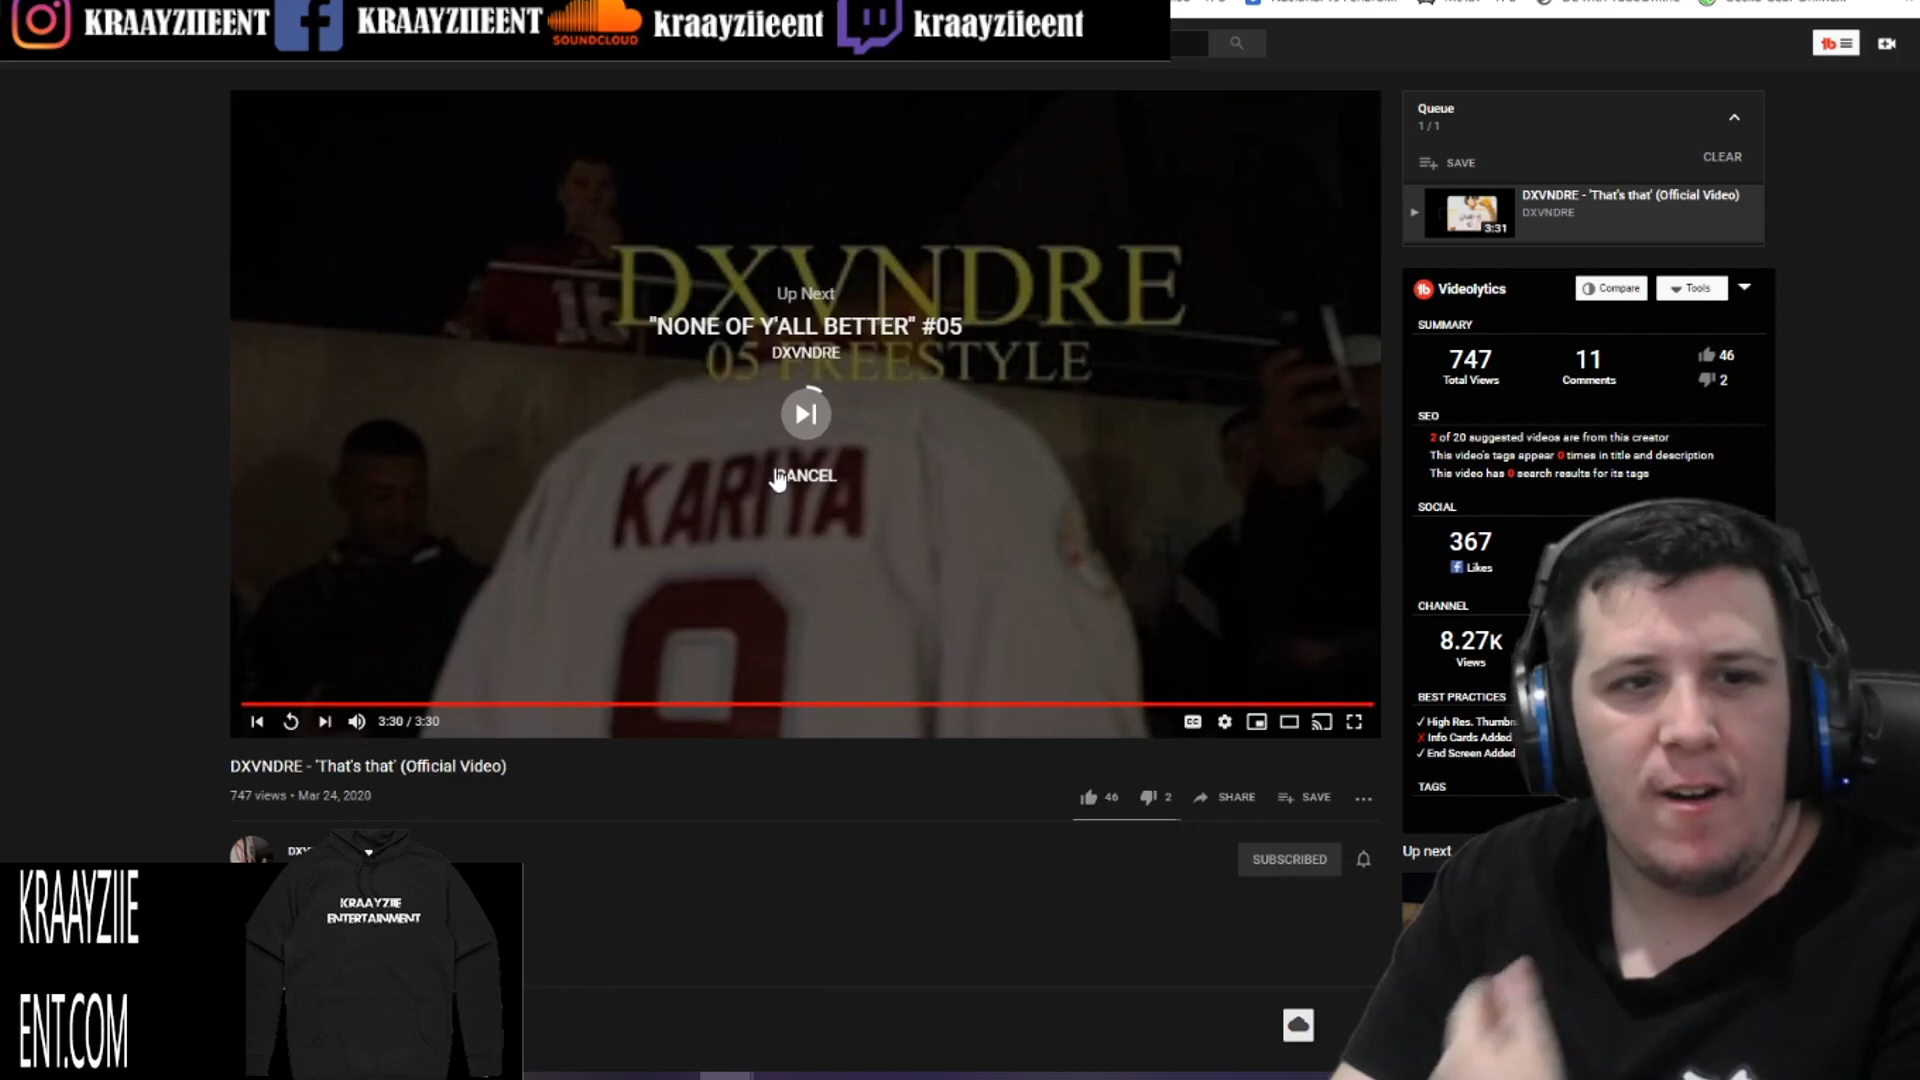 KRAAYZIIEENT
KRAAYZIIEENT
SOUNDCLOUD
kraayziieent
kraayziieent
DXVNDRE
05 FREESTYLE
Up Next
"NONE OF Y'ALL BETTER" #05
DXVNDRE
CANCEL
16
KARIYA
3:30 / 3:30
DXVNDRE - 'That's that' (Official Video)
747 views • Mar 24, 2020
46
2
SHARE
SAVE
SUBSCRIBED
KRAAYZIIE
ENT.COM
KRAAYZIIE
ENTERTAINMENT
Queue
1 / 1
SAVE
CLEAR
DXVNDRE - 'That's that' (Official Video)
DXVNDRE
3:31
Videolytics
Compare
Tools
SUMMARY
747
Total Views
11
Comments
46
2
SEO
2 of 20 suggested videos are from this creator
This video's tags appear 0 times in title and description
This video has 0 search results for its tags
SOCIAL
367
Likes
CHANNEL
8.27K
Views
BEST PRACTICES
✓ High Res. Thumbn
X Info Cards Added
✓ End Screen Added
TAGS
Up next